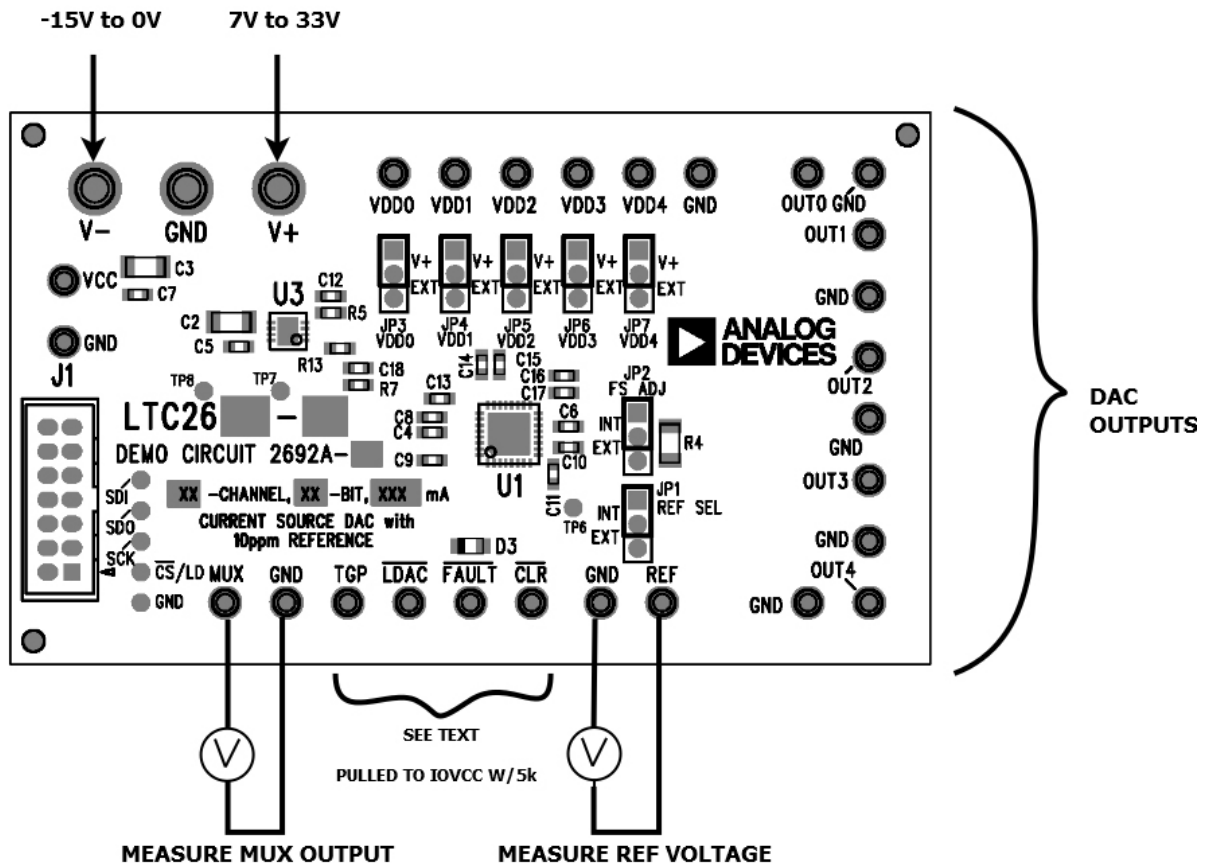 -15V to 0V
7V to 33V
V-
GND
V+
VDD0
VDD1
VDD2
VDD3
VDD4
GND
OUT0
GND
OUT1
VCC
C3
C7
GND
J1
C2
C5
U3
C12
R5
R13
C18
R7
TP8
TP7
V+
EXT
JP3
VDD0
V+
EXT
JP4
VDD1
V+
EXT
JP5
VDD2
V+
EXT
JP6
VDD3
V+
EXT
JP7
VDD4
GND
ANALOG
DEVICES
OUT2
GND
OUT3
GND
OUT4
GND
DAC
OUTPUTS
C14
C15
C16
C17
C13
C8
C4
C9
C6
C10
C11
U1
TP6
JP2
FS ADJ
INT
EXT
R4
JP1
REF SEL
INT
EXT
LTC26 -
DEMO CIRCUIT 2692A-
XX -CHANNEL, XX -BIT, XXX mA
CURRENT SOURCE DAC with
10ppm REFERENCE
SDI
SDO
SCK
CS/LD
GND
D3
MUX
GND
TGP
LDAC
FAULT
CLR
GND
REF
V
V
SEE TEXT
PULLED TO IOVCC W/5k
MEASURE MUX OUTPUT
MEASURE REF VOLTAGE